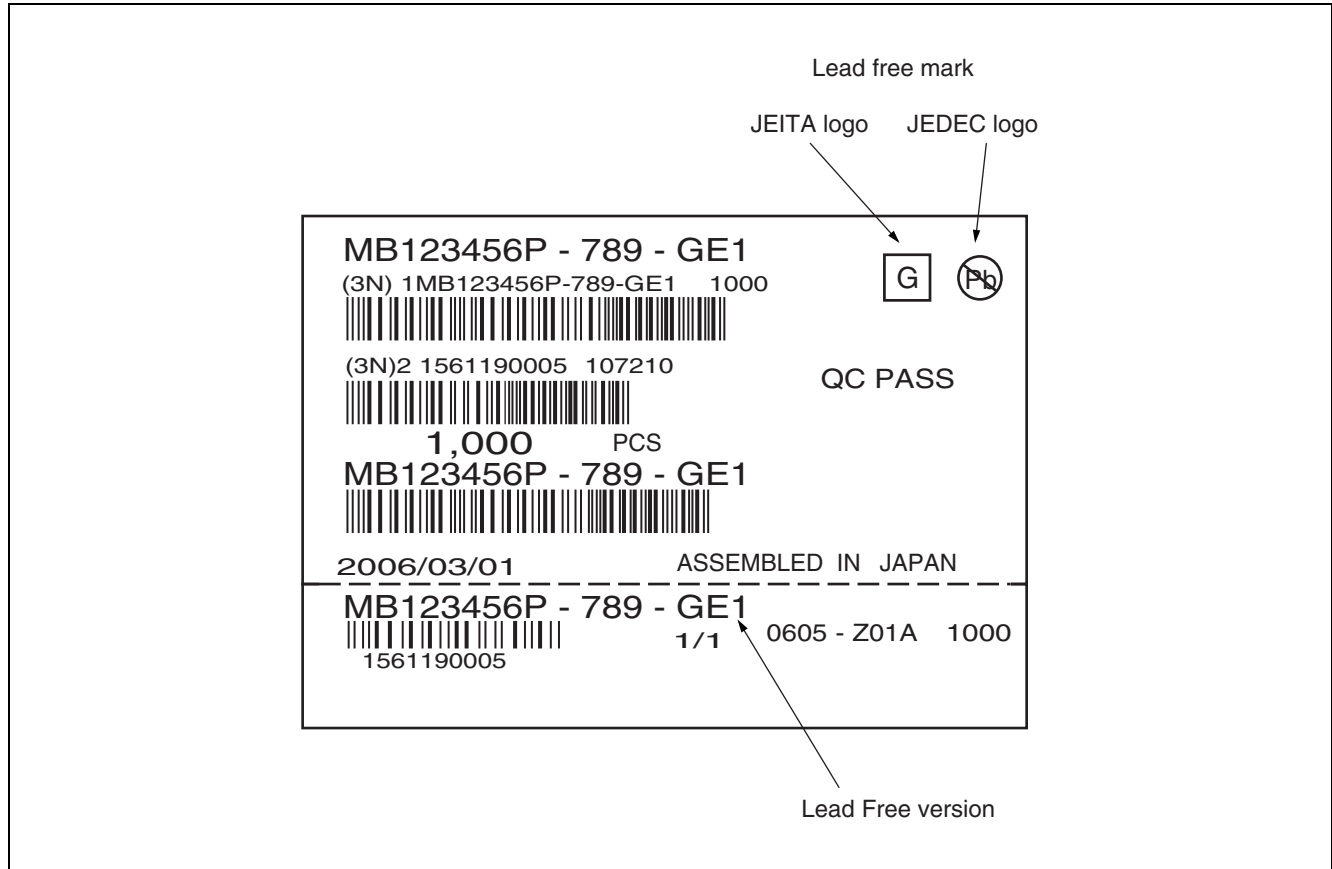 Lead free mark
JEITA logo JEDEC logo
MB123456P - 789 - GE1
(3N) 1MB123456P-789-GE1 1000
G Pb
(3N)2 1561190005 107210
QC PASS
1,000 PCS
MB123456P - 789 - GE1
2006/03/01 ASSEMBLED IN JAPAN
MB123456P - 789 - GE1
1/1 0605 - Z01A 1000
1561190005
Lead Free version